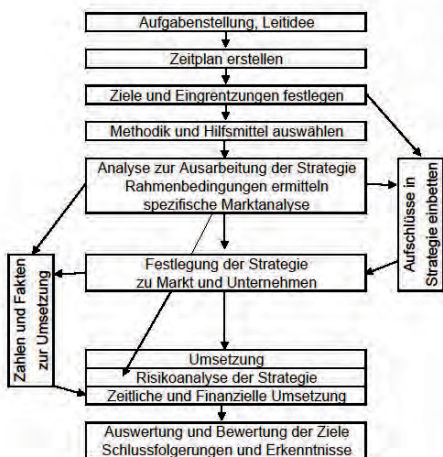 Aufgabenstellung, Leitidee
Zeitplan erstellen
Ziele und Eingrentzungen festlegen
Methodik und Hilfsmittel auswählen
Analyse zur Ausarbeitung der Strategie
Rahmenbedingungen ermitteln
spezifische Marktanalyse
Aufschlüsse in
Strategie einbetten
Festlegung der Strategie
zu Markt und Unternehmen
Zahlen und Fakten
zur Umsetzung
Umsetzung
Risikoanalyse der Strategie
Zeitliche und Finanzielle Umsetzung
Auswertung und Bewertung der Ziele
Schlussfolgerungen und Erkenntnisse